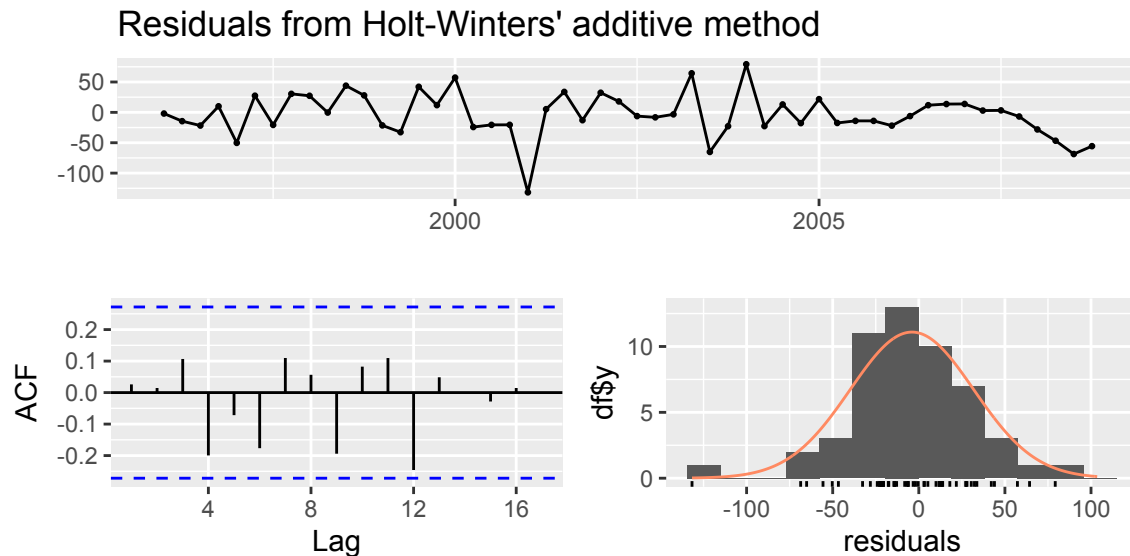 Residuals from Holt-Winters' additive method
50
0
-50
-100
2000 2005
ACF
0.2
0.1
0.0
-0.1
-0.2
4 8 12 16
Lag
df$y
10
5
0
-100 -50 0 50 100
residuals